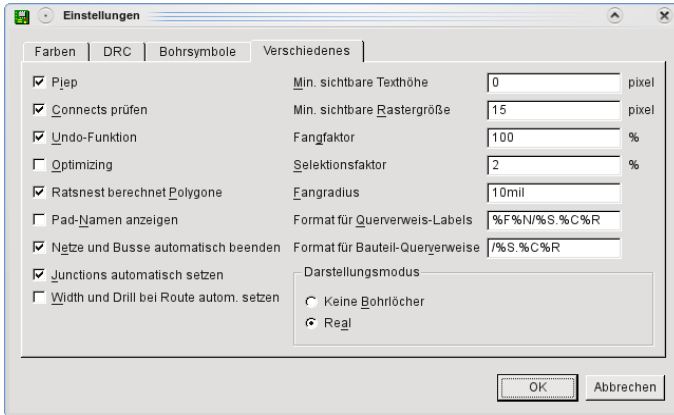 Einstellungen
Farben DRC Bohrsymbole Verschiedenes
Piep Min. sichtbare Texthöhe 0 pixel
Connects prüfen Min. sichtbare Rastergröße 15 pixel
Undo-Funktion Fangfaktor 100 %
Optimizing Selektionsfaktor 2 %
Ratsnest berechnet Polygone Fangradius 10mil
Pad-Namen anzeigen Format für Querverweis-Labels %F%N/%S.%C%R
Netze und Busse automatisch beenden Format für Bauteil-Querverweise /%S.%C%R
Junctions automatisch setzen Darstellungsmodus
Width und Drill bei Route autom. setzen Keine Bohrlöcher
Real
OK Abbrechen